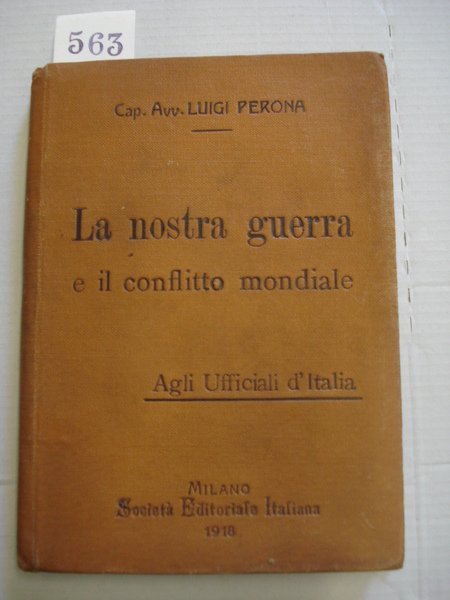 563
Cap. Avv. LUIGI PERONA
La nostra guerra
e il conflitto mondiale
Agli Ufficiali d'Italia
MILANO
Società Editoriale Italiana
1918